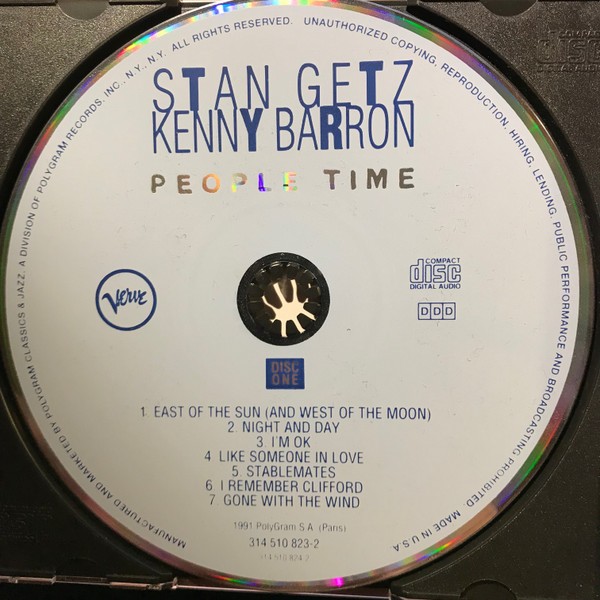 STAN GETZ
KENNY BARRON
PEOPLE TIME
Verve
COMPACT
disc
DIGITAL AUDIO
DDD
DISC
ONE
1. EAST OF THE SUN (AND WEST OF THE MOON)
2. NIGHT AND DAY
3. I'M OK
4. LIKE SOMEONE IN LOVE
5. STABLEMATES
6. I REMEMBER CLIFFORD
7. GONE WITH THE WIND
1991 PolyGram S.A. (Paris)
314 510 823-2
314 510 824-2
MANUFACTURED AND MARKETED BY POLYGRAM CLASSICS & JAZZ. A DIVISION OF POLYGRAM RECORDS, INC., N.Y., N.Y. ALL RIGHTS RESERVED. UNAUTHORIZED COPYING, REPRODUCTION, HIRING, LENDING, PUBLIC PERFORMANCE AND BROADCASTING PROHIBITED. MADE IN U.S.A.